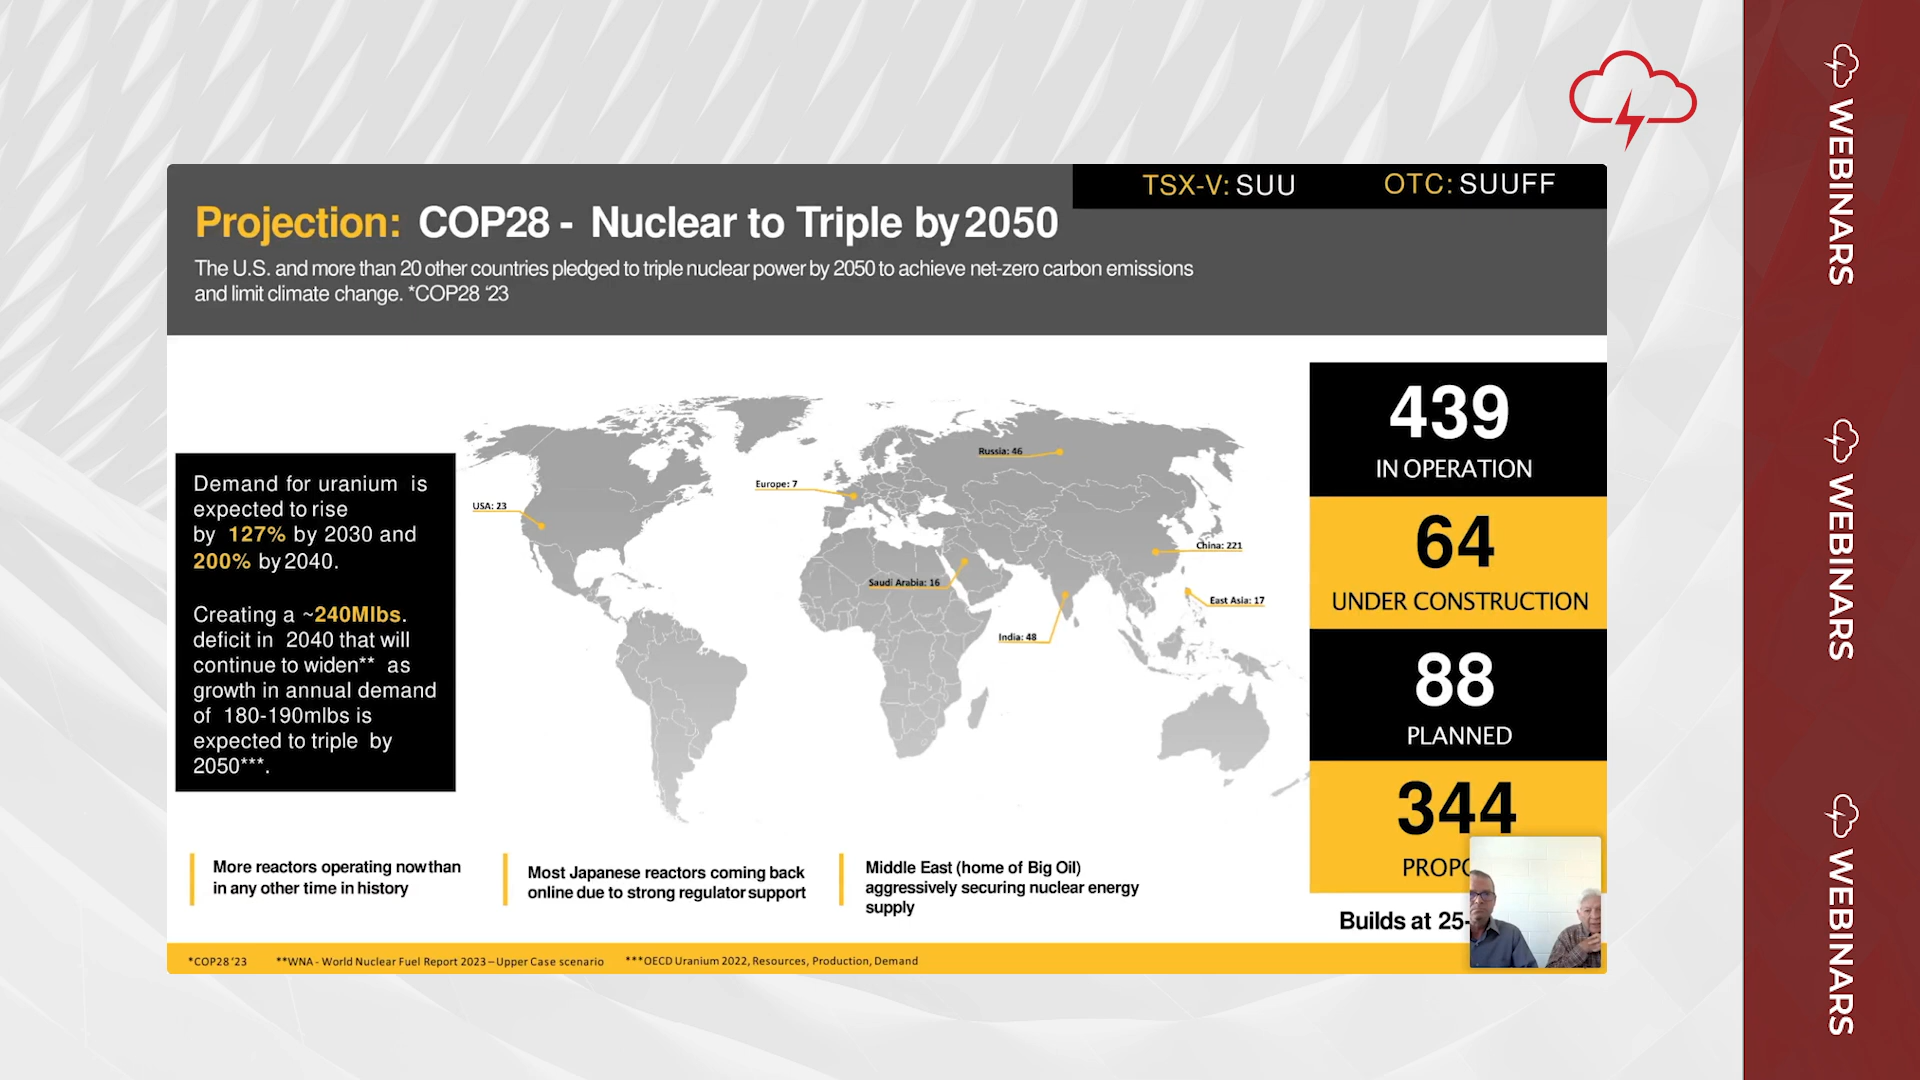 TSX-V: SUU
OTC: SUUFF
Projection: COP28 - Nuclear to Triple by 2050
The U.S. and more than 20 other countries pledged to triple nuclear power by 2050 to achieve net-zero carbon emissions
and limit climate change. *COP28 ‘23
Demand for uranium is
expected to rise
by 127% by 2030 and
200% by 2040.
Creating a ~240Mlbs.
deficit in 2040 that will
continue to widen** as
growth in annual demand
of 180-190mlbs is
expected to triple by
2050***.
USA: 23
Europe: 7
Russia: 46
China: 221
Saudi Arabia: 16
East Asia: 17
India: 48
439
IN OPERATION
64
UNDER CONSTRUCTION
88
PLANNED
344
Builds at
More reactors operating now than
in any other time in history
Most Japanese reactors coming back
online due to strong regulator support
Middle East (home of Big Oil)
aggressively securing nuclear energy
supply
*COP28 ‘23
**WNA - World Nuclear Fuel Report 2023 – Upper Case scenario
***OECD Uranium 2022, Resources, Production, Demand
WEBINARS
WEBINARS
WEBINARS